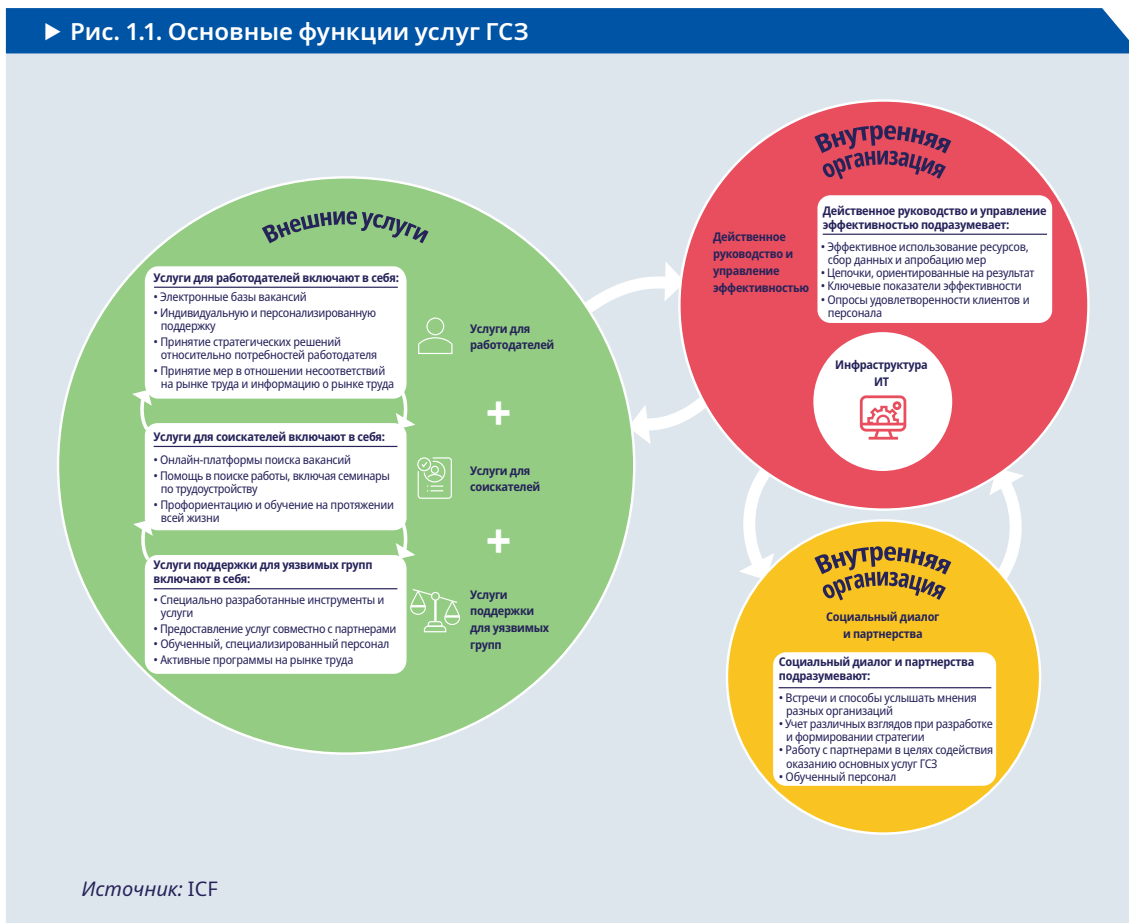 ▶ Рис. 1.1. Основные функции услуг ГСЗ
Внешние услуги
Услуги для работодателей включают в себя:
• Электронные базы вакансий
• Индивидуальную и персонализированную
поддержку
• Принятие стратегических решений
относительно потребностей работодателя
• Принятие мер в отношении несоответствий
на рынке труда и информацию о рынке труда
Услуги для
работодателей
+
Услуги для соискателей включают в себя:
• Онлайн-платформы поиска вакансий
• Помощь в поиске работы, включая семинары
по трудоустройству
• Профориентацию и обучение на протяжении
всей жизни
Услуги для
соискателей
+
Услуги поддержки для уязвимых групп
включают в себя:
• Специально разработанные инструменты и
услуги
• Предоставление услуг совместно с партнерами
• Обученный, специализированный персонал
• Активные программы на рынке труда
Услуги
поддержки
для уязвимых
групп
Внутренняя
организация
Действенное
руководство и
управление
эффективностью
Действенное руководство и управление
эффективностью подразумевает:
• Эффективное использование ресурсов,
сбор данных и апробацию мер
• Цепочки, ориентированные на результат
• Ключевые показатели эффективности
• Опросы удовлетворенности клиентов и
персонала
Инфраструктура
ИТ
Внутренняя
организация
Социальный диалог
и партнерства
Социальный диалог и партнерства
подразумевают:
• Встречи и способы услышать мнения
разных организаций
• Учет различных взглядов при разработке
и формировании стратегии
• Работу с партнерами в целях содействия
оказанию основных услуг ГСЗ
• Обученный персонал
Источник: ICF